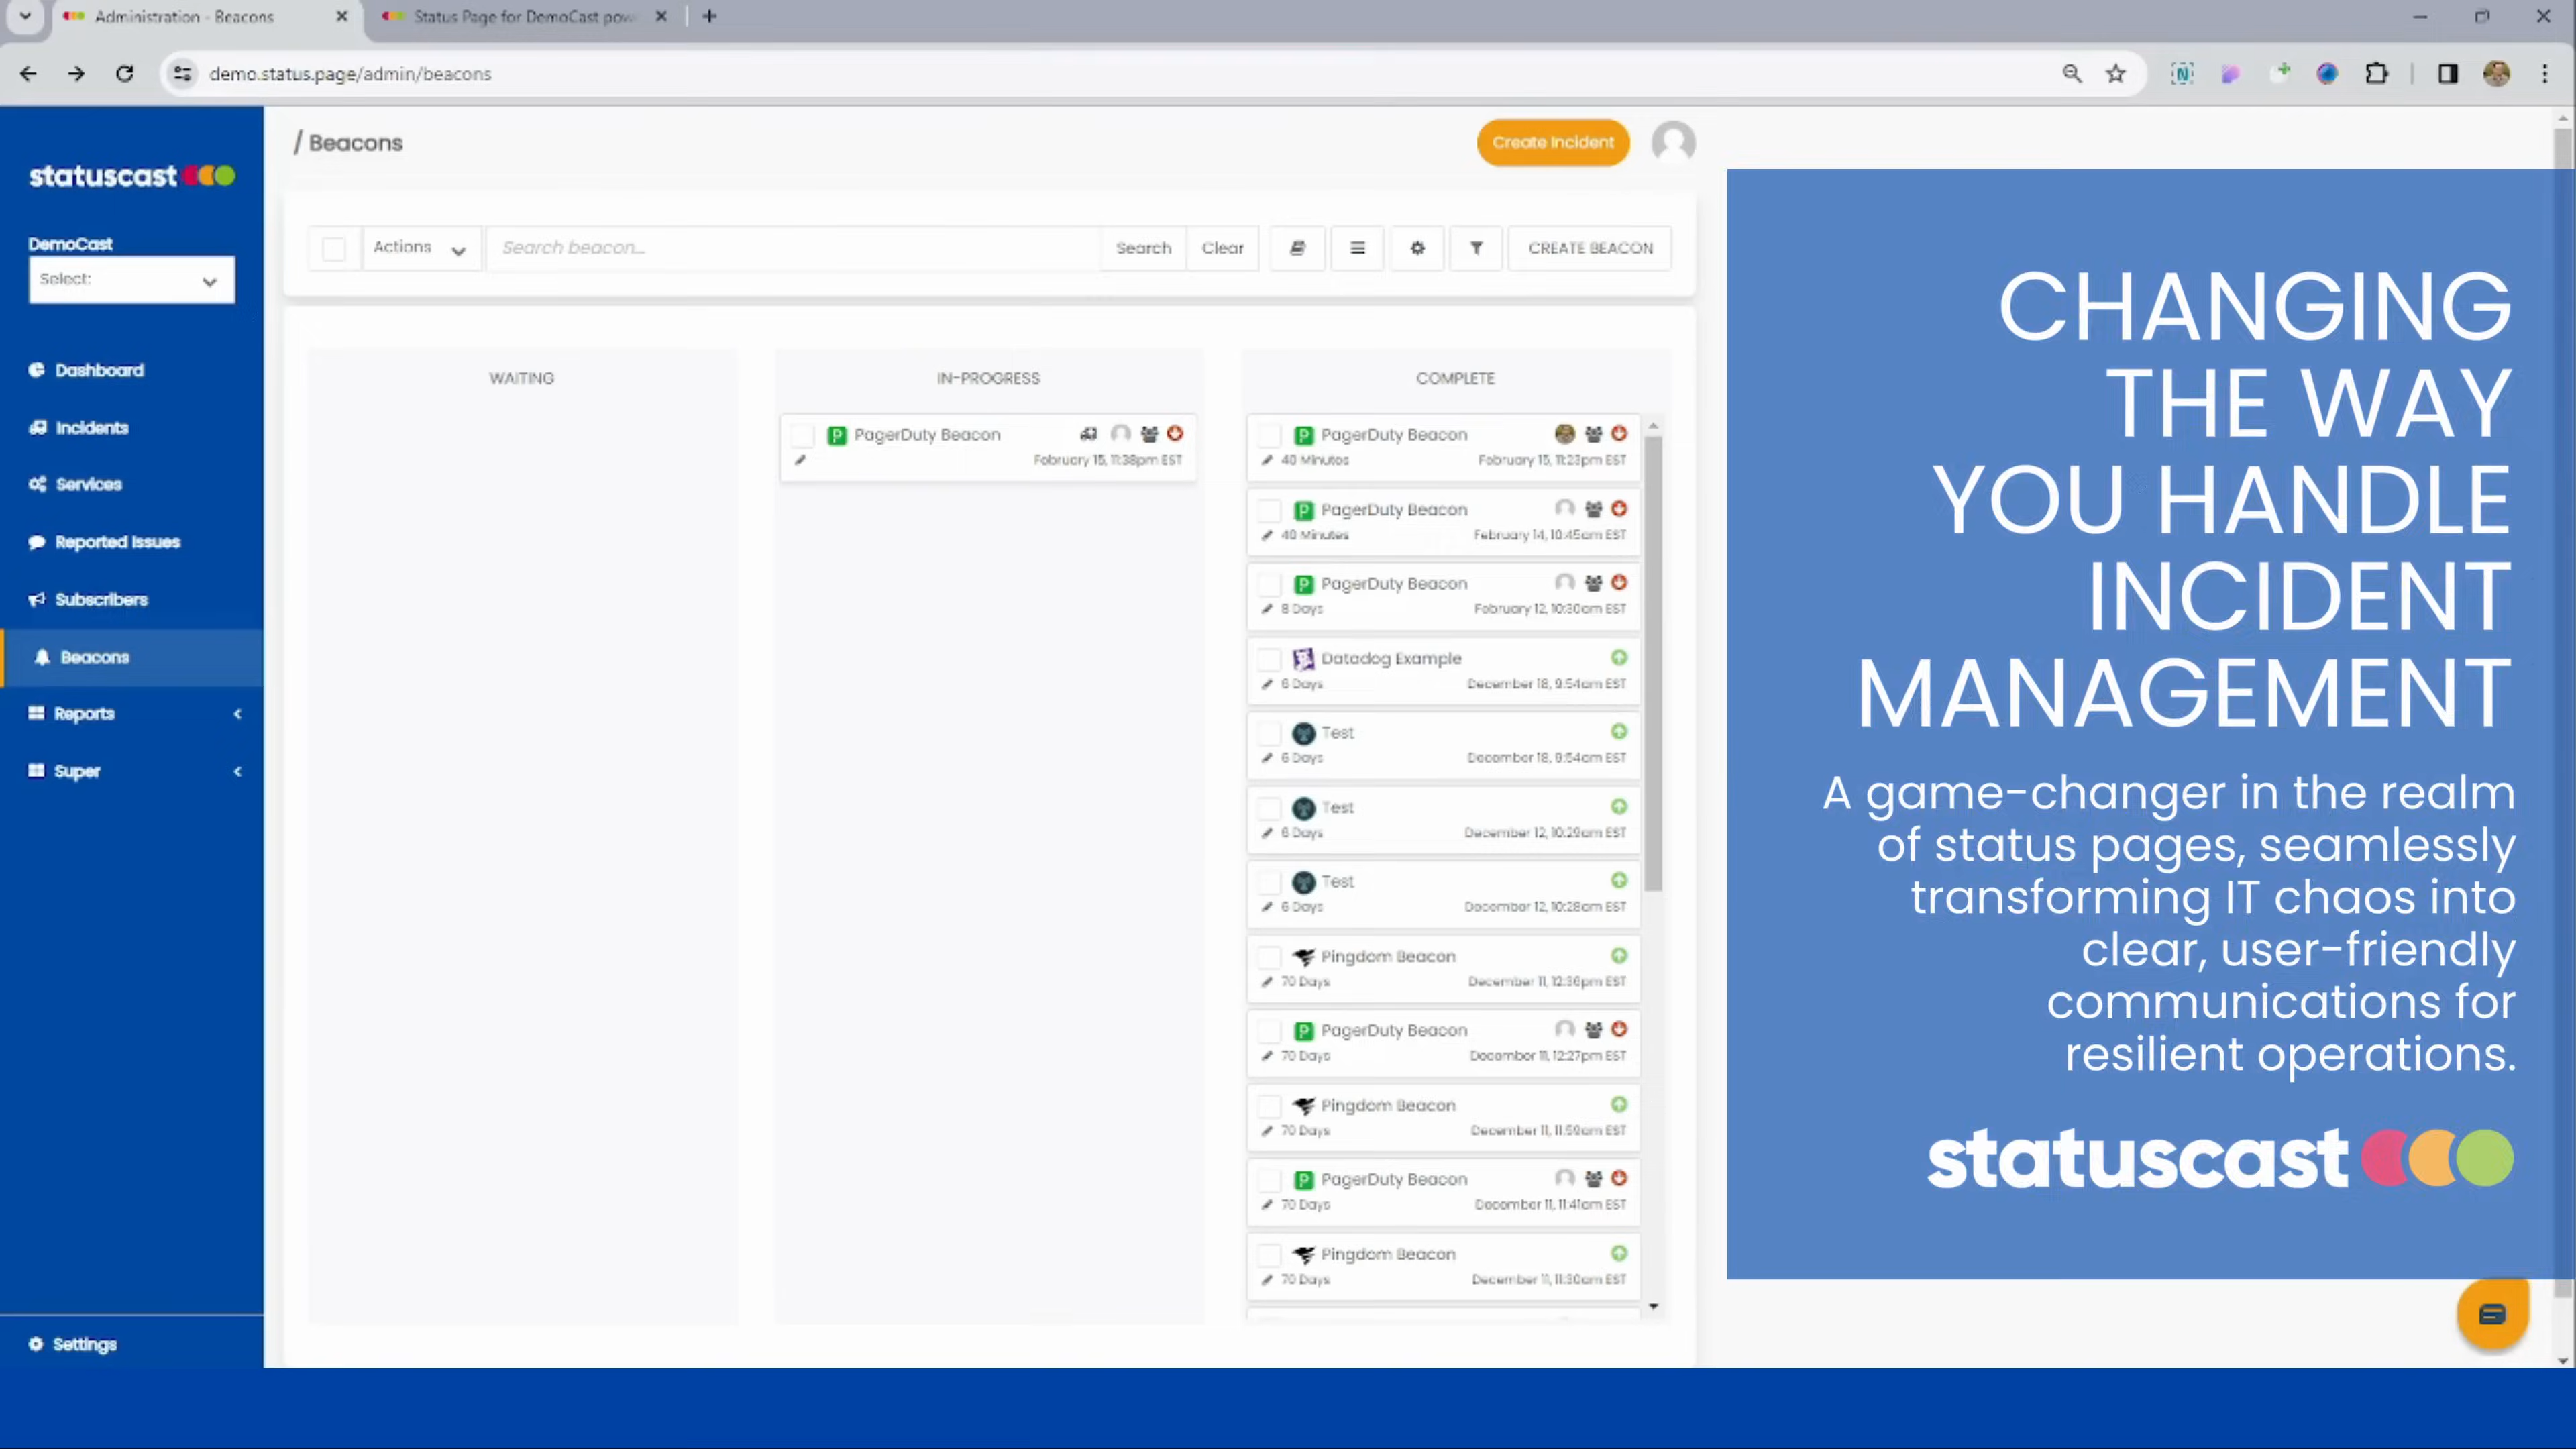 Administration - Beacons
Status Page for DemoCast pow
demo.status.page/admin/beacons
statuscast
DemoCast
Select:
Dashboard
Incidents
Services
Reported Issues
Subscribers
Beacons
Reports
Super
Settings
/ Beacons
Create Incident
Actions
Search beacon...
Search
Clear
CREATE BEACON
WAITING
IN-PROGRESS
PagerDuty Beacon
February 15, 11:38pm EST
COMPLETE
PagerDuty Beacon
40 Minutes February 15, 11:23pm EST
PagerDuty Beacon
40 Minutes February 14, 10:45am EST
PagerDuty Beacon
8 Days February 12, 10:30am EST
Datadog Example
6 Days December 18, 9:54am EST
Test
6 Days December 18, 9:54am EST
Test
6 Days December 12, 10:29am EST
Test
6 Days December 12, 10:28am EST
Pingdom Beacon
70 Days December 11, 12:36pm EST
PagerDuty Beacon
70 Days December 11, 12:27pm EST
Pingdom Beacon
70 Days December 11, 11:59am EST
PagerDuty Beacon
70 Days December 11, 11:41am EST
Pingdom Beacon
70 Days December 11, 11:30am EST
CHANGING
THE WAY
YOU HANDLE
INCIDENT
MANAGEMENT
A game-changer in the realm
of status pages, seamlessly
transforming IT chaos into
clear, user-friendly
communications for
resilient operations.
statuscast